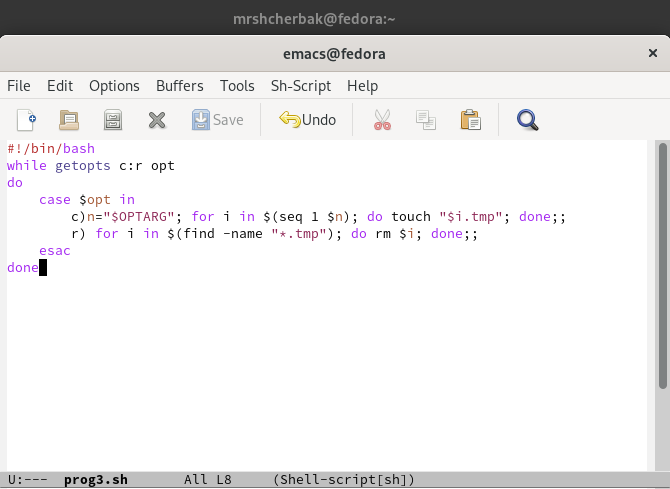 mrshcherbak@fedora:~
emacs@fedora
×
File Edit Options Buffers Tools Sh-Script Help
Save Undo
#!/bin/bash
while getopts c:r opt
do
    case $opt in
        c)n="$OPTARG"; for i in $(seq 1 $n); do touch "$i.tmp"; done;;
        r) for i in $(find -name "*.tmp"); do rm $i; done;;
    esac
done
U:---  prog3.sh       All L8     (Shell-script[sh])